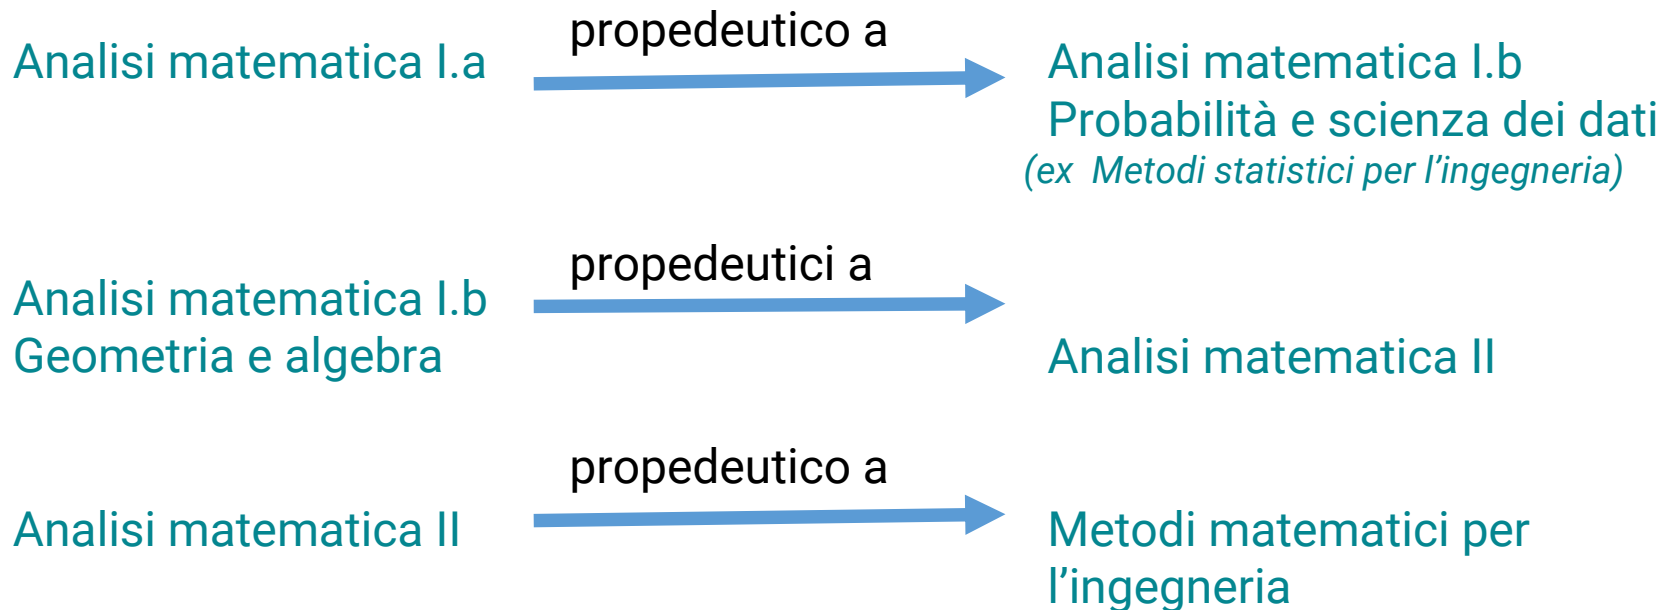 Analisi matematica I.a
propedeutico a
Analisi matematica I.b
Probabilità e scienza dei dati
(ex Metodi statistici per l’ingegneria)
Analisi matematica I.b
Geometria e algebra
propedeutici a
Analisi matematica II
Analisi matematica II
propedeutico a
Metodi matematici per
l’ingegneria